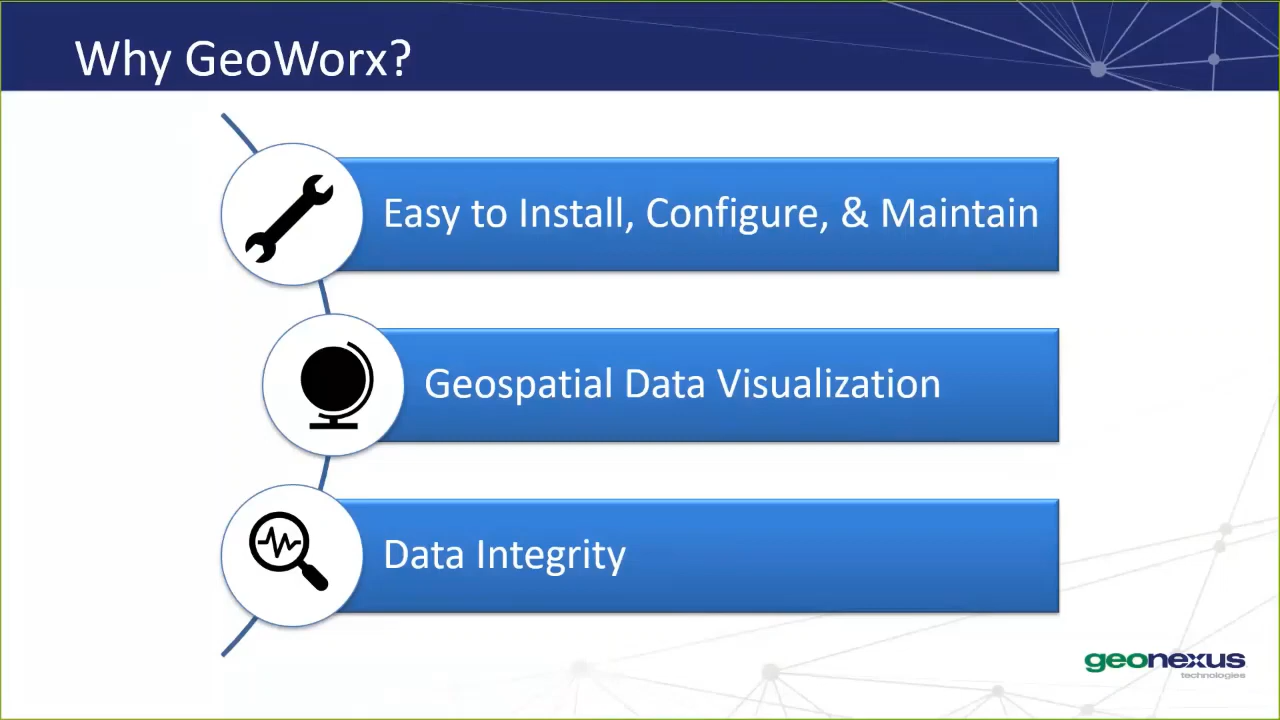 Why GeoWorx?
Easy to Install, Configure, & Maintain
Geospatial Data Visualization
Data Integrity
geonexus
technologies